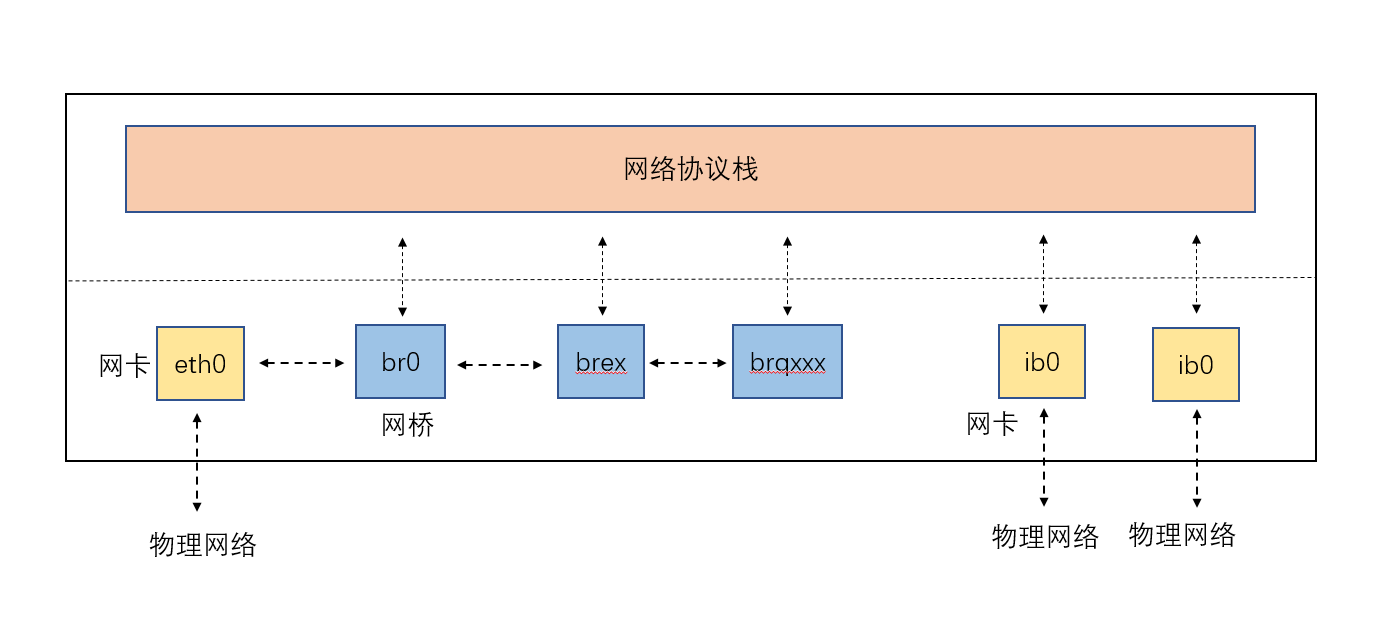 网络协议栈
网卡
eth0
br0
brex
brqxxx
ib0
ib0
网桥
网卡
物理网络
物理网络
物理网络